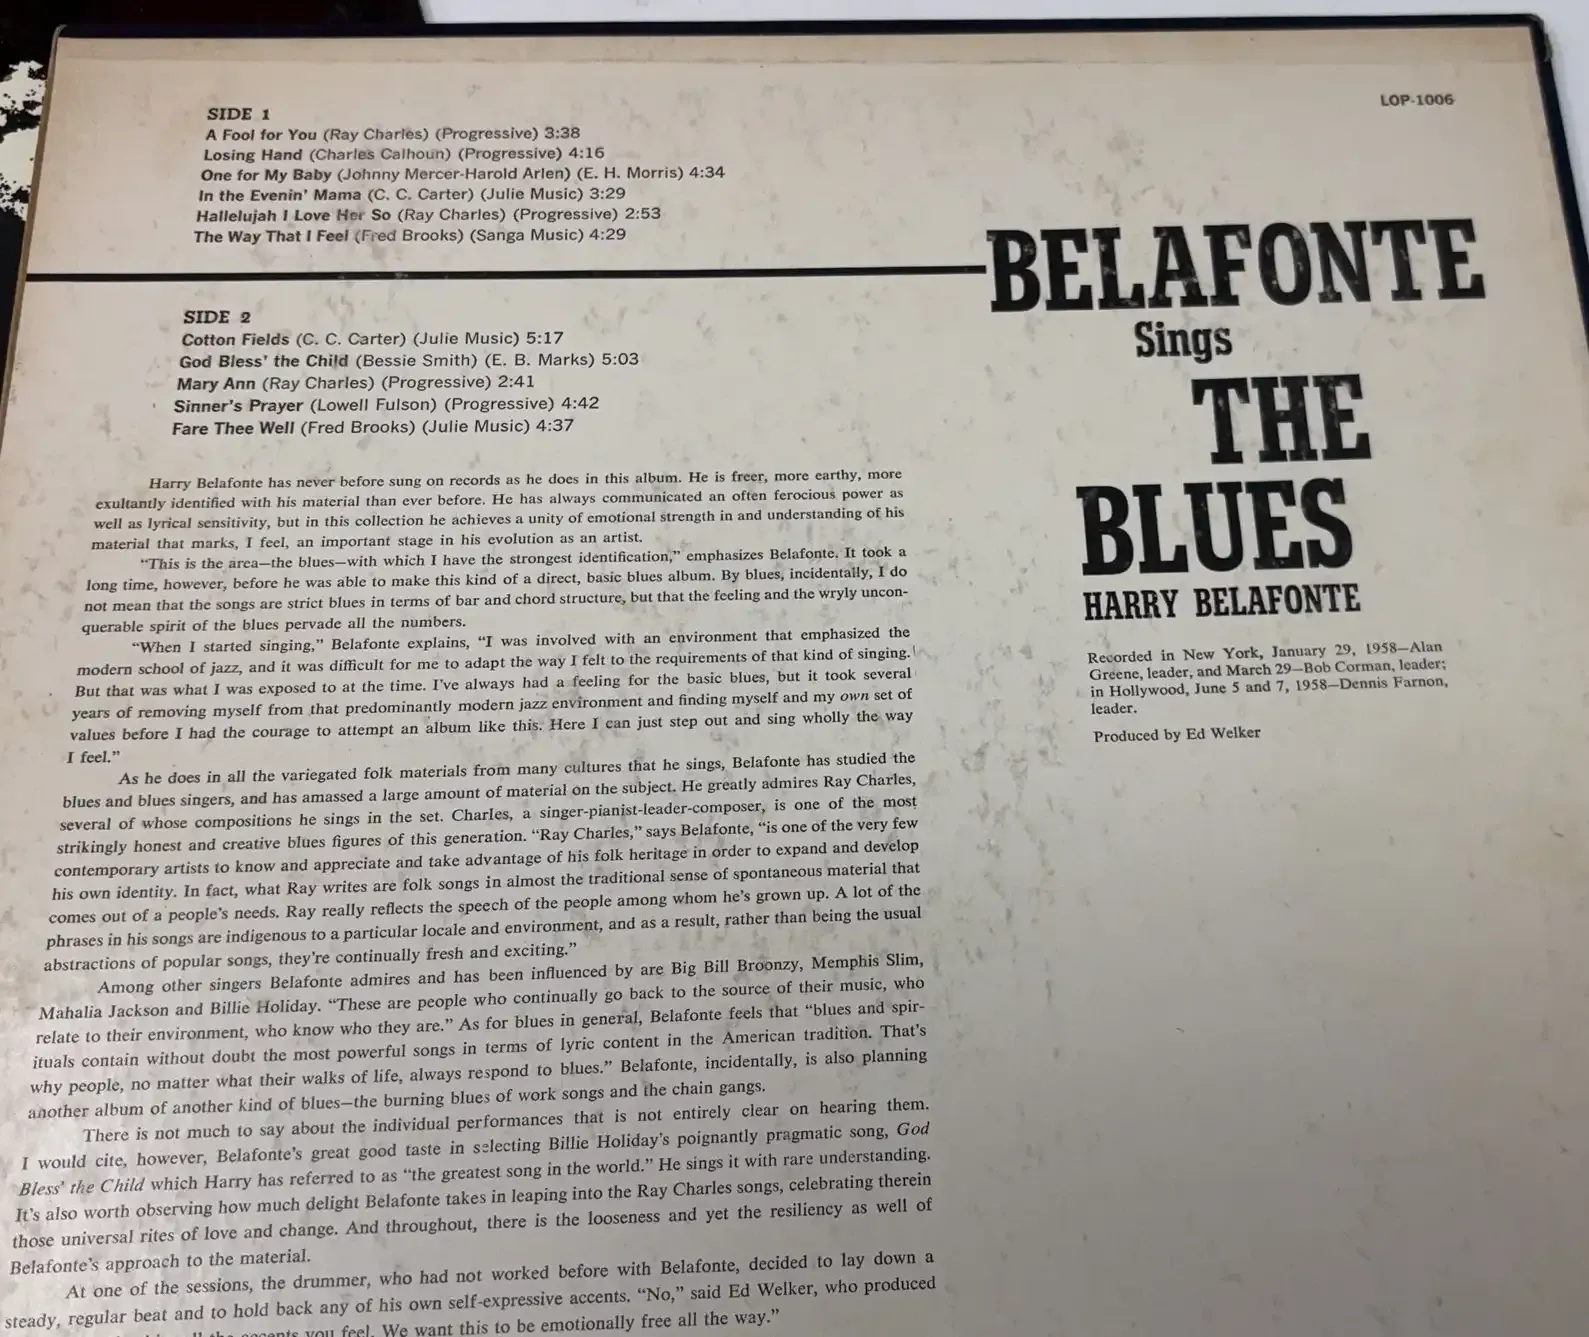 LOP-1006
SIDE 1
A Fool for You (Ray Charles) (Progressive) 3:38
Losing Hand (Charles Calhoun) (Progressive) 4:16
One for My Baby (Johnny Mercer-Harold Arlen) (E. H. Morris) 4:34
In the Evenin' Mama (C. C. Carter) (Julie Music) 3:29
Hallelujah I Love Her So (Ray Charles) (Progressive) 2:53
The Way That I Feel (Fred Brooks) (Sanga Music) 4:29
SIDE 2
Cotton Fields (C. C. Carter) (Julie Music) 5:17
God Bless' the Child (Bessie Smith) (E. B. Marks) 5:03
Mary Ann (Ray Charles) (Progressive) 2:41
Sinner's Prayer (Lowell Fulson) (Progressive) 4:42
Fare Thee Well (Fred Brooks) (Julie Music) 4:37
Harry Belafonte has never before sung on records as he does in this album. He is freer, more earthy, more
exultantly identified with his material than ever before. He has always communicated an often ferocious power as
well as lyrical sensitivity, but in this collection he achieves a unity of emotional strength in and understanding of his
material that marks, I feel, an important stage in his evolution as an artist.
"This is the area—the blues—with which I have the strongest identification," emphasizes Belafonte. It took a
long time, however, before he was able to make this kind of a direct, basic blues album. By blues, incidentally, I do
not mean that the songs are strict blues in terms of bar and chord structure, but that the feeling and the wryly uncon-
querable spirit of the blues pervade all the numbers.
"When I started singing," Belafonte explains, "I was involved with an environment that emphasized the
modern school of jazz, and it was difficult for me to adapt the way I felt to the requirements of that kind of singing.
But that was what I was exposed to at the time. I've always had a feeling for the basic blues, but it took several
years of removing myself from that predominantly modern jazz environment and finding myself and my own set of
values before I had the courage to attempt an album like this. Here I can just step out and sing wholly the way
I feel."
As he does in all the variegated folk materials from many cultures that he sings, Belafonte has studied the
blues and blues singers, and has amassed a large amount of material on the subject. He greatly admires Ray Charles,
several of whose compositions he sings in the set. Charles, a singer-pianist-leader-composer, is one of the most
strikingly honest and creative blues figures of this generation. "Ray Charles," says Belafonte, "is one of the very few
contemporary artists to know and appreciate and take advantage of his folk heritage in order to expand and develop
his own identity. In fact, what Ray writes are folk songs in almost the traditional sense of spontaneous material that
comes out of a people's needs. Ray really reflects the speech of the people among whom he's grown up. A lot of the
phrases in his songs are indigenous to a particular locale and environment, and as a result, rather than being the usual
abstractions of popular songs, they're continually fresh and exciting."
Among other singers Belafonte admires and has been influenced by are Big Bill Broonzy, Memphis Slim,
Mahalia Jackson and Billie Holiday. "These are people who continually go back to the source of their music, who
relate to their environment, who know who they are." As for blues in general, Belafonte feels that "blues and spir-
ituals contain without doubt the most powerful songs in terms of lyric content in the American tradition. That's
why people, no matter what their walks of life, always respond to blues." Belafonte, incidentally, is also planning
another album of another kind of blues—the burning blues of work songs and the chain gangs.
There is not much to say about the individual performances that is not entirely clear on hearing them.
I would cite, however, Belafonte's great good taste in selecting Billie Holiday's poignantly pragmatic song, God
Bless' the Child which Harry has referred to as "the greatest song in the world." He sings it with rare understanding.
It's also worth observing how much delight Belafonte takes in leaping into the Ray Charles songs, celebrating therein
those universal rites of love and change. And throughout, there is the looseness and yet the resiliency as well of
Belafonte's approach to the material.
At one of the sessions, the drummer, who had not worked before with Belafonte, decided to lay down a
steady, regular beat and to hold back any of his own self-expressive accents. "No," said Ed Welker, who produced
accents you feel. We want this to be emotionally free all the way."
BELAFONTE
Sings
THE
BLUES
HARRY BELAFONTE
Recorded in New York, January 29, 1958—Alan
Greene, leader, and March 29—Bob Corman, leader;
in Hollywood, June 5 and 7, 1958—Dennis Farnon,
leader.
Produced by Ed Welker